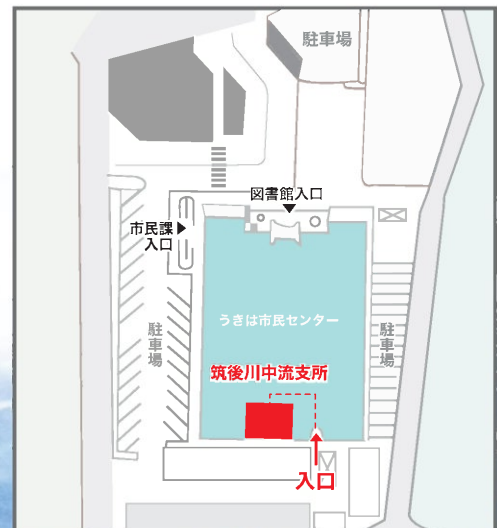 駐車場
図書館入口
市民課
入口
うきは市民センター
駐車場
駐車場
筑後川中流支所
入口